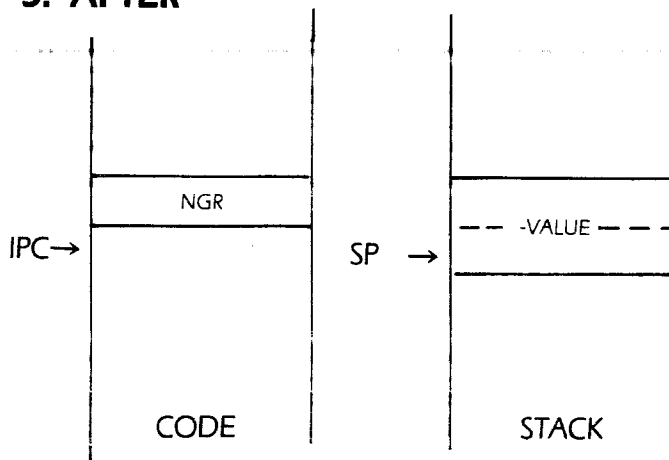 NGR
IPC→
SP →
-VALUE
CODE
STACK